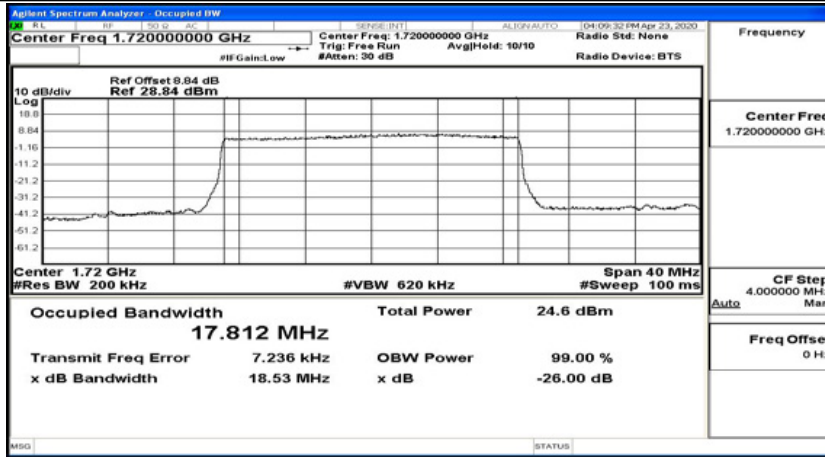 Agilent Spectrum Analyzer - Occupied BW
RL RF 50 Ω AC SENSE:INT ALIGN AUTO 04:09:32 PM Apr 23, 2020
Center Freq 1.720000000 GHz Center Freq: 1.720000000 GHz Radio Std: None Frequency
Trig: Free Run Avg|Hold: 10/10
#IFGain:Low #Atten: 30 dB Radio Device: BTS
Ref Offset 8.84 dB
10 dB/div Ref 28.84 dBm
Log
18.8
8.84
-1.16
-11.2
-21.2
-31.2
-41.2
-51.2
-61.2
Center Freq
1.720000000 GH
Center 1.72 GHz Span 40 MHz
#Res BW 200 kHz #VBW 620 kHz #Sweep 100 ms
CF Step
4.000000 MH
Auto Ma
Occupied Bandwidth Total Power 24.6 dBm
17.812 MHz
Transmit Freq Error 7.236 kHz OBW Power 99.00 %
x dB Bandwidth 18.53 MHz x dB -26.00 dB
Freq Offse
0 H
MSG STATUS